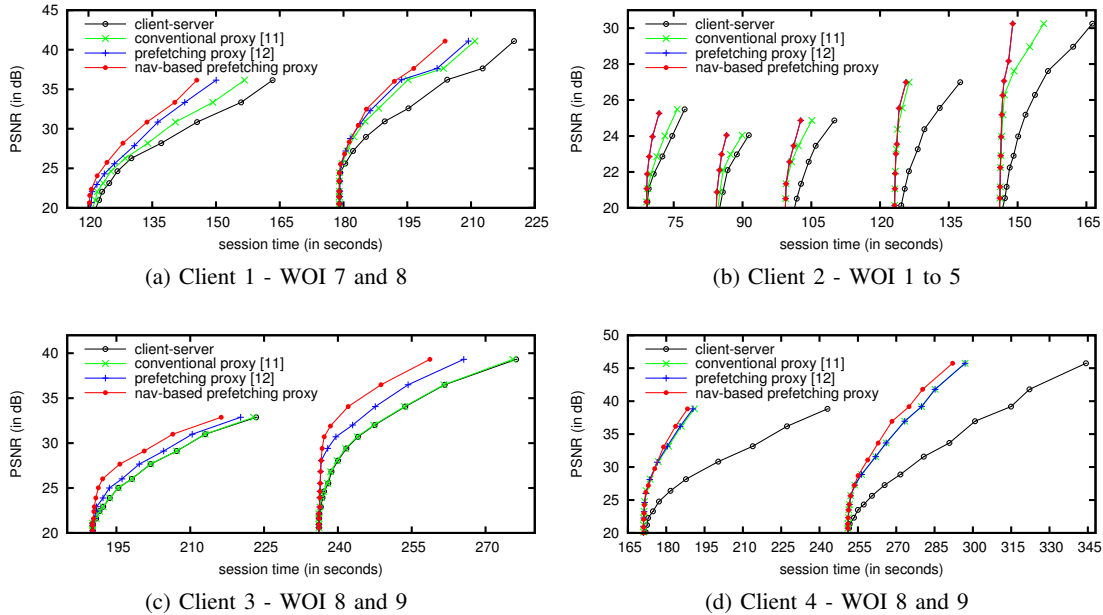 45
40
35
30
25
20
PSNR (in dB)
client-server
conventional proxy [11]
prefetching proxy [12]
nav-based prefetching proxy
120 135 150 165 180 195 210 225
session time (in seconds)
(a) Client 1 - WOI 7 and 8
30
28
26
24
22
20
PSNR (in dB)
client-server
conventional proxy [11]
prefetching proxy [12]
nav-based prefetching proxy
75 90 105 120 135 150 165
session time (in seconds)
(b) Client 2 - WOI 1 to 5
40
35
30
25
20
PSNR (in dB)
client-server
conventional proxy [11]
prefetching proxy [12]
nav-based prefetching proxy
195 210 225 240 255 270
session time (in seconds)
(c) Client 3 - WOI 8 and 9
50
45
40
35
30
25
20
PSNR (in dB)
client-server
conventional proxy [11]
prefetching proxy [12]
nav-based prefetching proxy
165 180 195 210 225 240 255 270 285 300 315 330 345
session time (in seconds)
(d) Client 4 - WOI 8 and 9